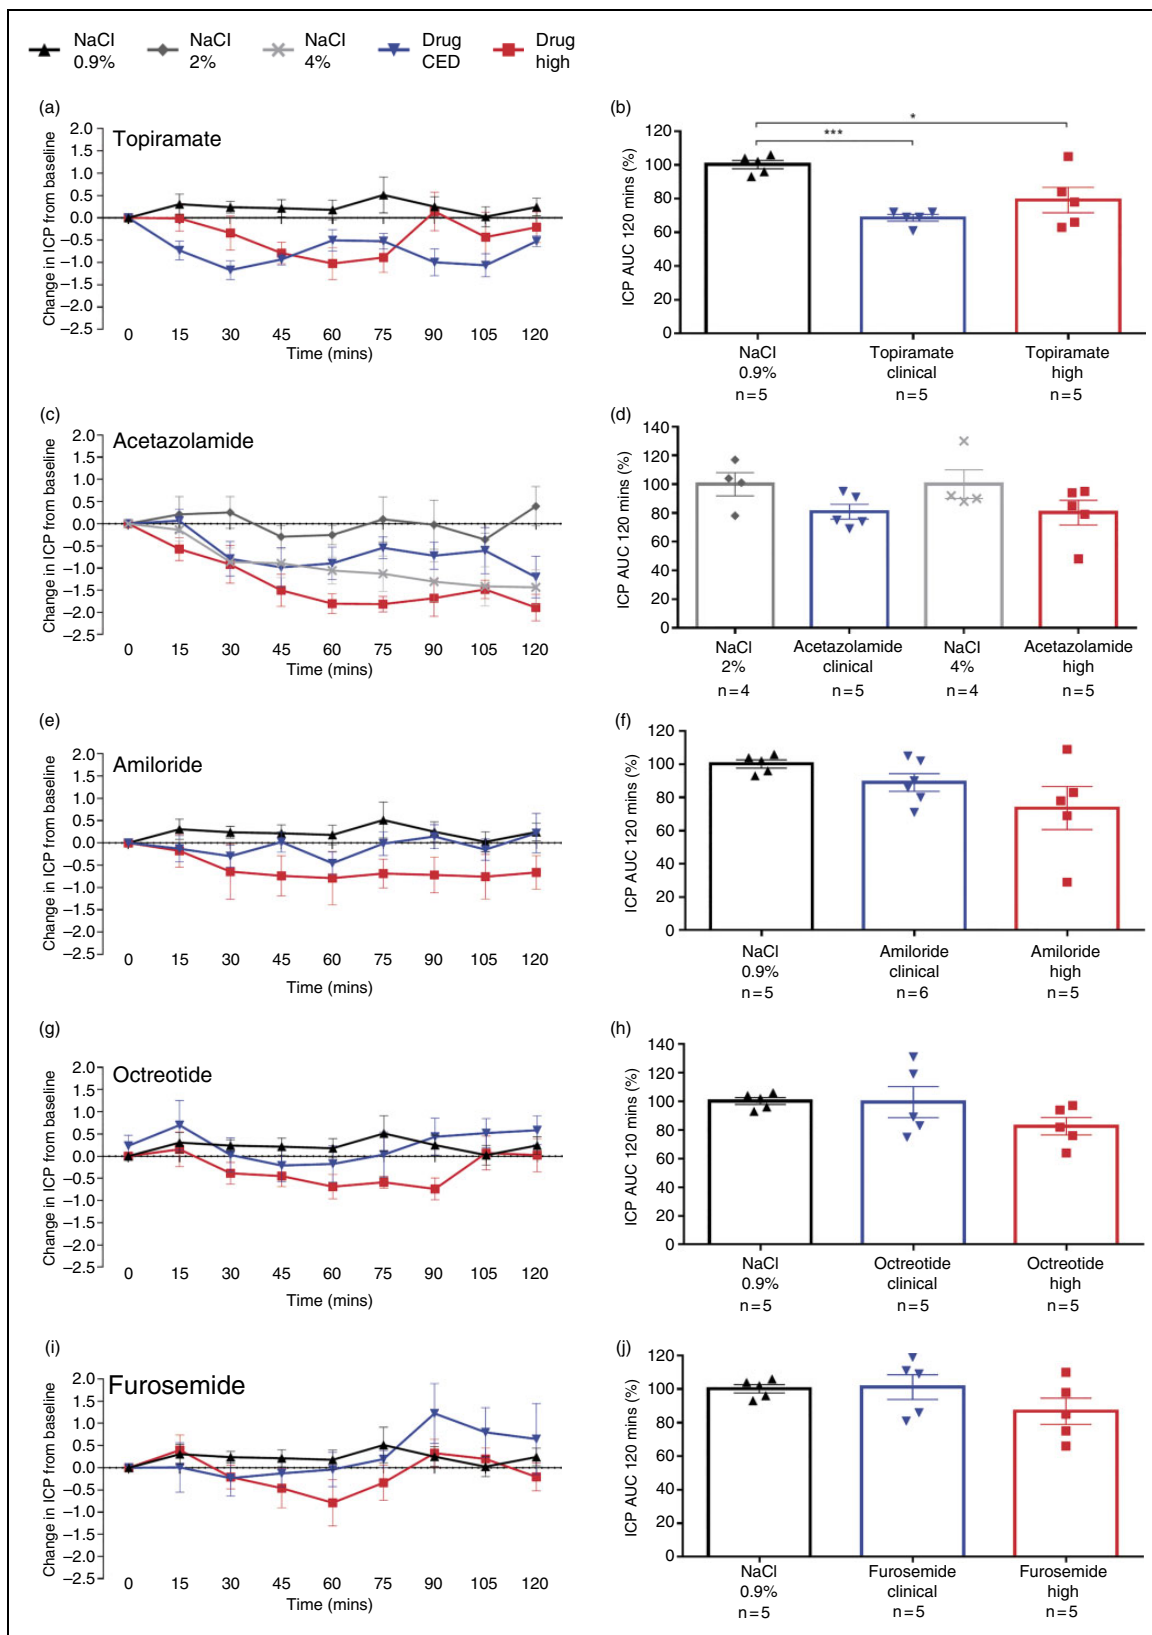 NaCl NaCl NaCl Drug Drug
0.9% 2% 4% CED high
(a)
Topiramate
Change in ICP from baseline
2.0
1.5
1.0
0.5
0.0
−0.5
−1.0
−1.5
−2.0
−2.5
0 15 30 45 60 75 90 105 120
Time (mins)
(b)
ICP AUC 120 mins (%)
120
100
80
60
40
20
0
*
***
NaCl Topiramate Topiramate
0.9% clinical high
n=5 n=5 n=5
(c)
Acetazolamide
Change in ICP from baseline
2.0
1.5
1.0
0.5
0.0
−0.5
−1.0
−1.5
−2.0
−2.5
0 15 30 45 60 75 90 105 120
Time (mins)
(d)
ICP AUC 120 mins (%)
140
120
100
80
60
40
20
0
NaCl Acetazolamide NaCl Acetazolamide
2% clinical 4% high
n=4 n=5 n=4 n=5
(e)
Amiloride
Change in ICP from baseline
2.0
1.5
1.0
0.5
0.0
−0.5
−1.0
−1.5
−2.0
−2.5
0 15 30 45 60 75 90 105 120
Time (mins)
(f)
ICP AUC 120 mins (%)
120
100
80
60
40
20
0
NaCl Amiloride Amiloride
0.9% clinical high
n=5 n=6 n=5
(g)
Octreotide
Change in ICP from baseline
2.0
1.5
1.0
0.5
0.0
−0.5
−1.0
−1.5
−2.0
−2.5
0 15 30 45 60 75 90 105 120
Time (mins)
(h)
ICP AUC 120 mins (%)
140
120
100
80
60
40
20
0
NaCl Octreotide Octreotide
0.9% clinical high
n=5 n=5 n=5
(i)
Furosemide
Change in ICP from baseline
2.0
1.5
1.0
0.5
0.0
−0.5
−1.0
−1.5
−2.0
−2.5
0 15 30 45 60 75 90 105 120
Time (mins)
(j)
ICP AUC 120 mins (%)
120
100
80
60
40
20
0
NaCl Furosemide Furosemide
0.9% clinical high
n=5 n=5 n=5